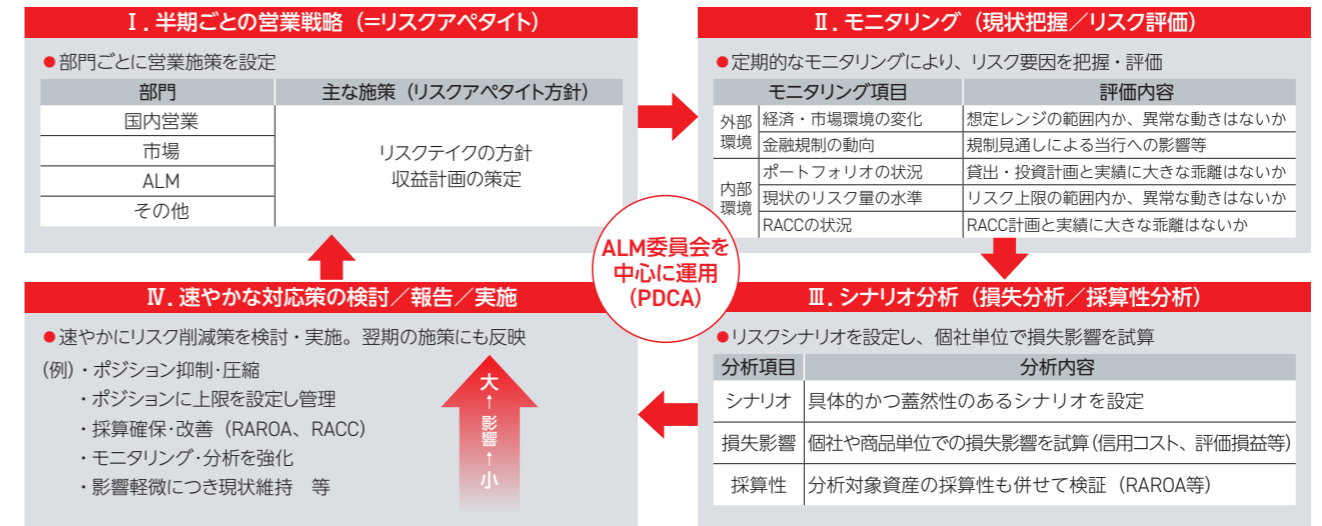 Ⅰ. 半期ごとの営業戦略（=リスクアペタイト）
●部門ごとに営業施策を設定
部門 主な施策（リスクアペタイト方針）
国内営業
市場
ALM
その他
リスクテイクの方針
収益計画の策定
Ⅱ. モニタリング（現状把握／リスク評価）
●定期的なモニタリングにより、リスク要因を把握・評価
モニタリング項目 評価内容
外部環境
経済・市場環境の変化 想定レンジの範囲内か、異常な動きはないか
金融規制の動向 規制見通しによる当行への影響等
内部環境
ポートフォリオの状況 貸出・投資計画と実績に大きな乖離はないか
現状のリスク量の水準 リスク上限の範囲内か、異常な動きはないか
RACCの状況 RACC計画と実績に大きな乖離はないか
ALM委員会を
中心に運用
(PDCA)
Ⅲ. シナリオ分析（損失分析／採算性分析）
●リスクシナリオを設定し、個社単位で損失影響を試算
分析項目 分析内容
シナリオ 具体的かつ蓋然性のあるシナリオを設定
損失影響 個社や商品単位での損失影響を試算（信用コスト、評価損益等）
採算性 分析対象資産の採算性も併せて検証（RAROA等）
Ⅳ. 速やかな対応策の検討／報告／実施
●速やかにリスク削減策を検討・実施。翌期の施策にも反映
(例)・ポジション抑制・圧縮
・ポジションに上限を設定し管理
・採算確保・改善（RAROA、RACC）
・モニタリング・分析を強化
・影響軽微につき現状維持　等
大↑影響↑小